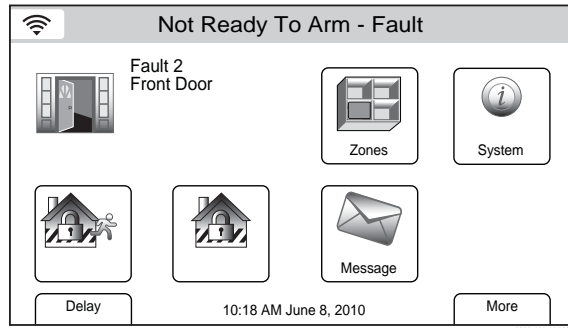 Not Ready To Arm - Fault
Fault 2
Front Door
Zones
System
Message
Delay
10:18 AM June 8, 2010
More